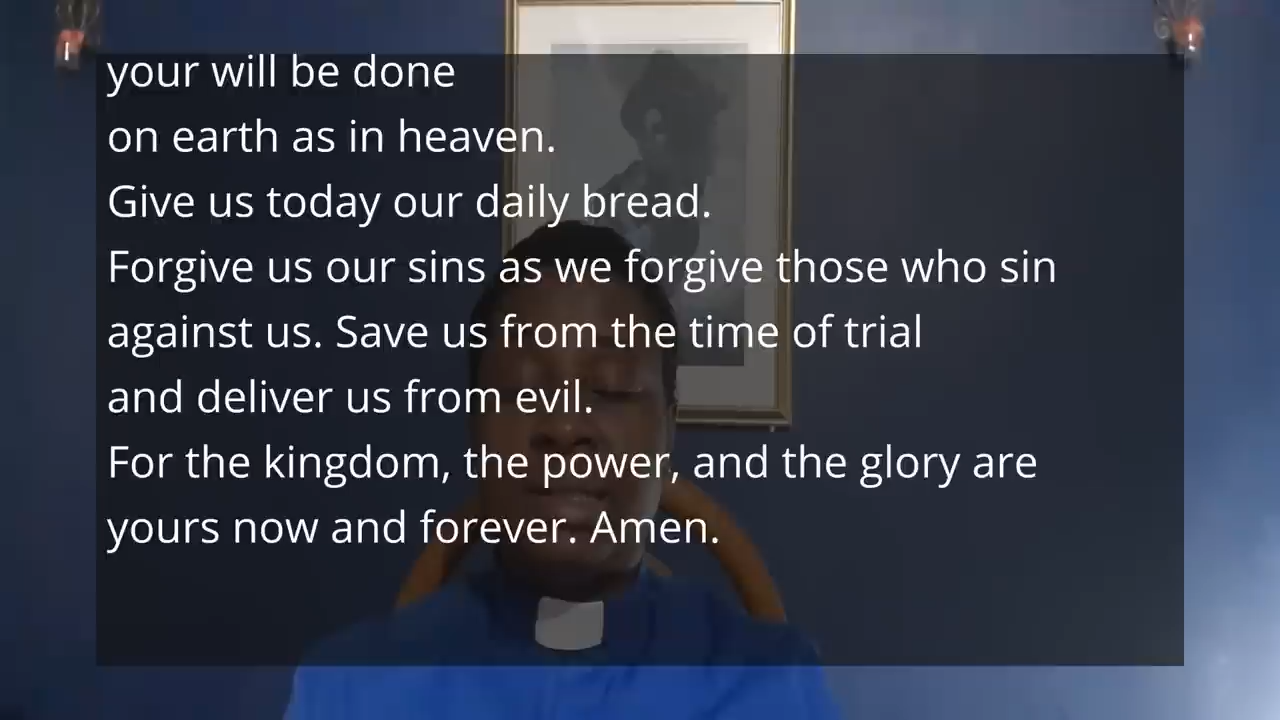 your will be done
on earth as in heaven.
Give us today our daily bread.
Forgive us our sins as we forgive those who sin
against us. Save us from the time of trial
and deliver us from evil.
For the kingdom, the power, and the glory are
yours now and forever. Amen.